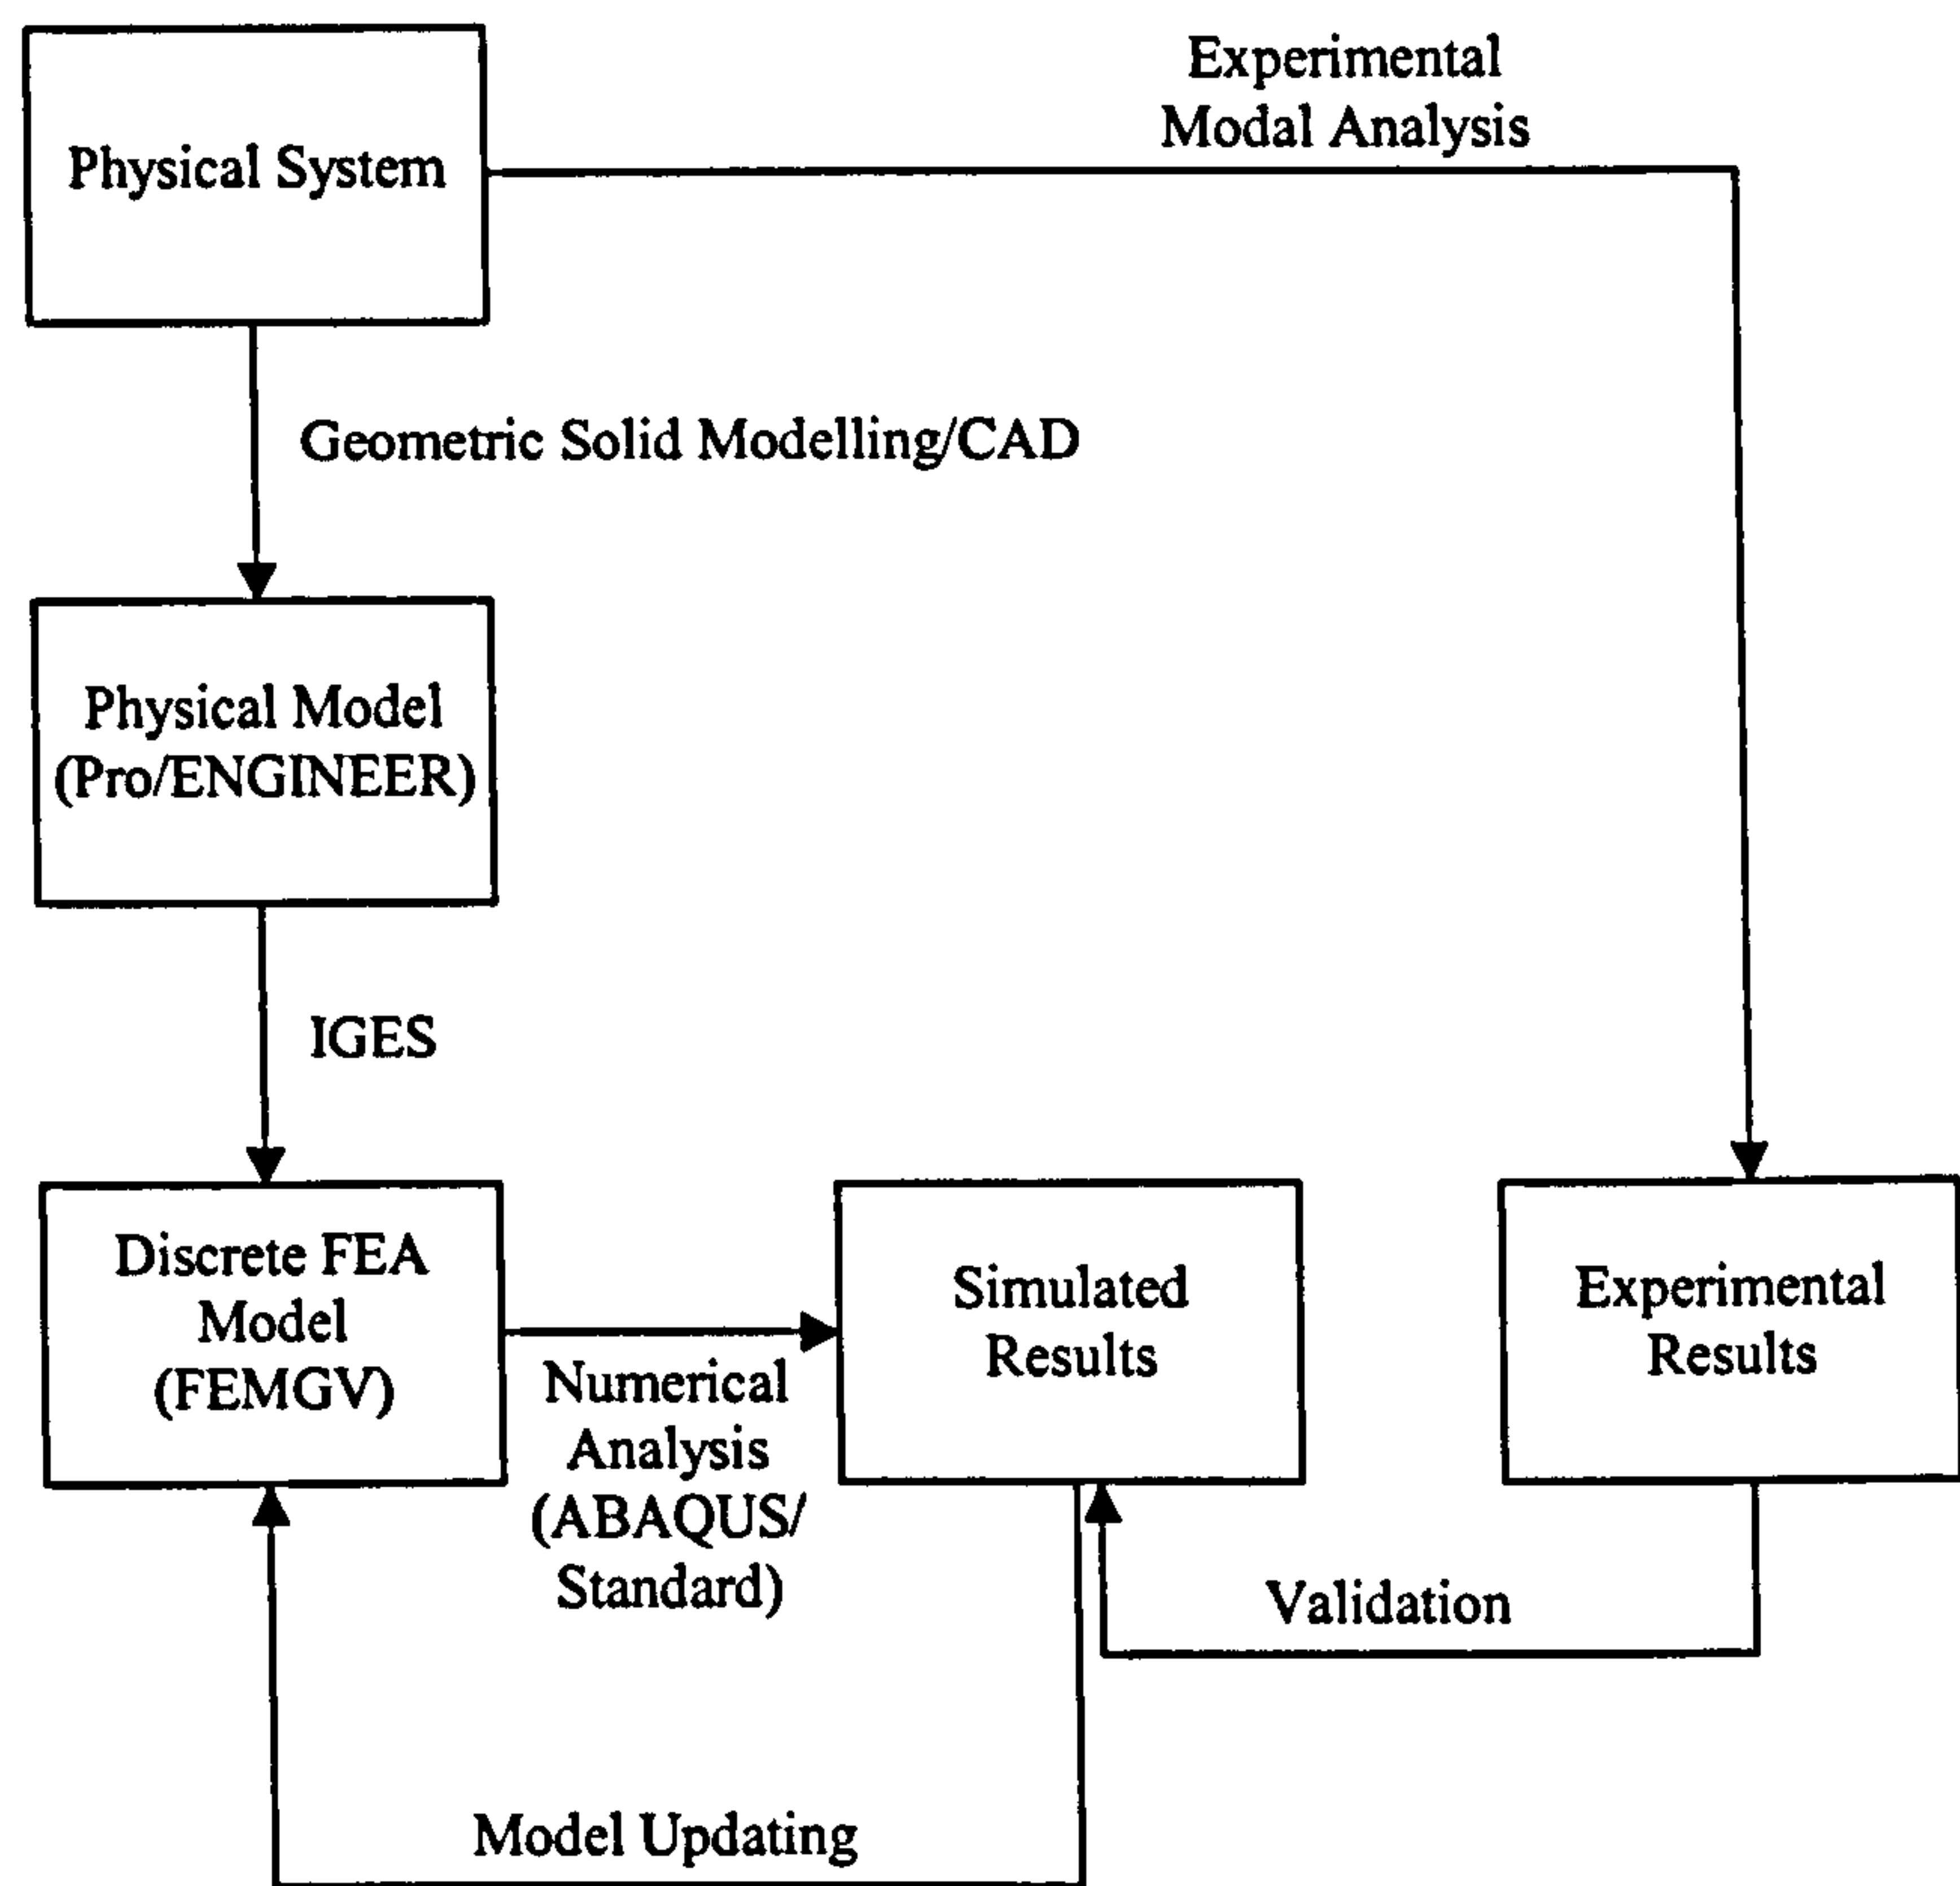 Experimental
Modal Analysis
Physical System
Geometric Solid Modelling/CAD
Physical Model
(Pro/ENGINEER)
IGES
Discrete FEA
Model
(FEMGV)
Numerical
Analysis
(ABAQUS/
Standard)
Simulated
Results
Experimental
Results
Validation
Model Updating